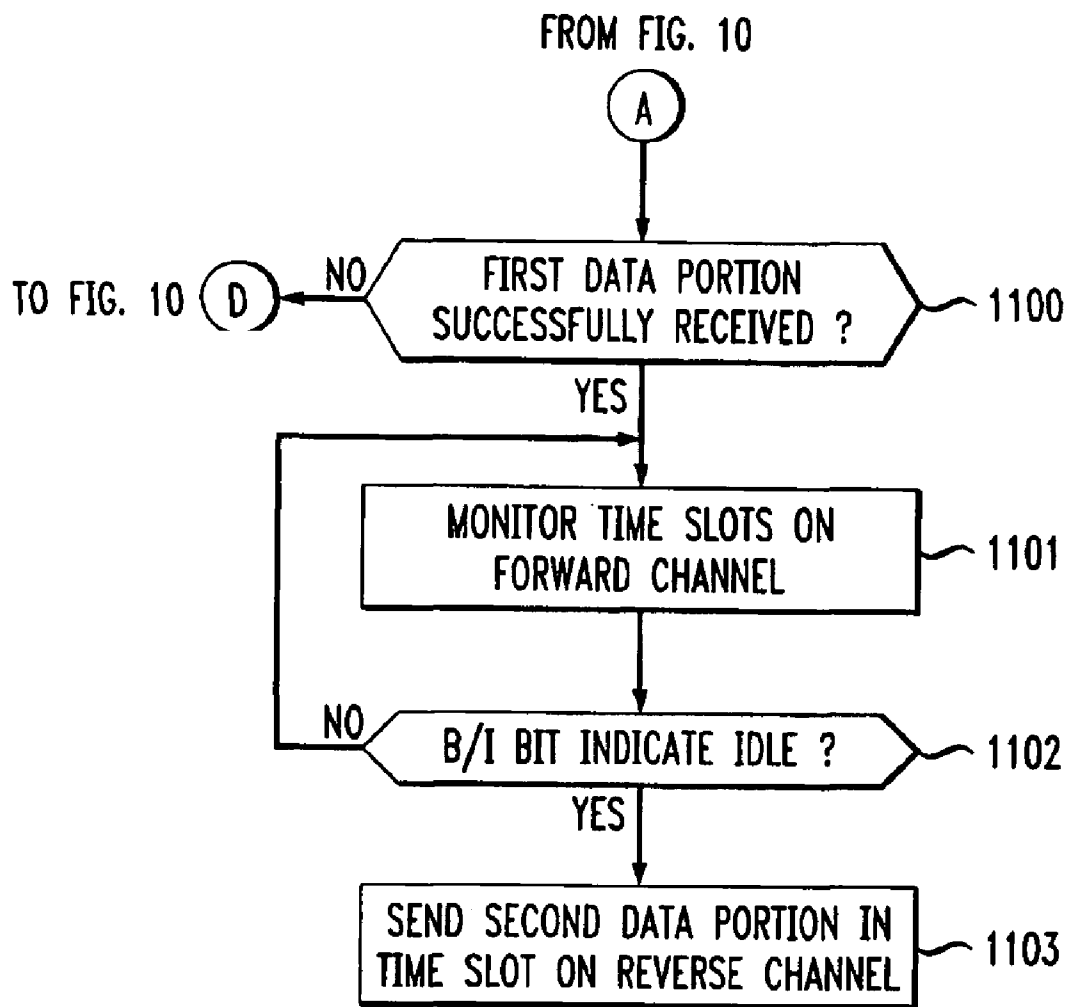 FROM FIG. 10
A
FIRST DATA PORTION
SUCCESSFULLY RECEIVED ?
1100
NO
TO FIG. 10
D
YES
MONITOR TIME SLOTS ON
FORWARD CHANNEL
1101
NO
B/I BIT INDICATE IDLE ?
1102
YES
SEND SECOND DATA PORTION IN
TIME SLOT ON REVERSE CHANNEL
1103